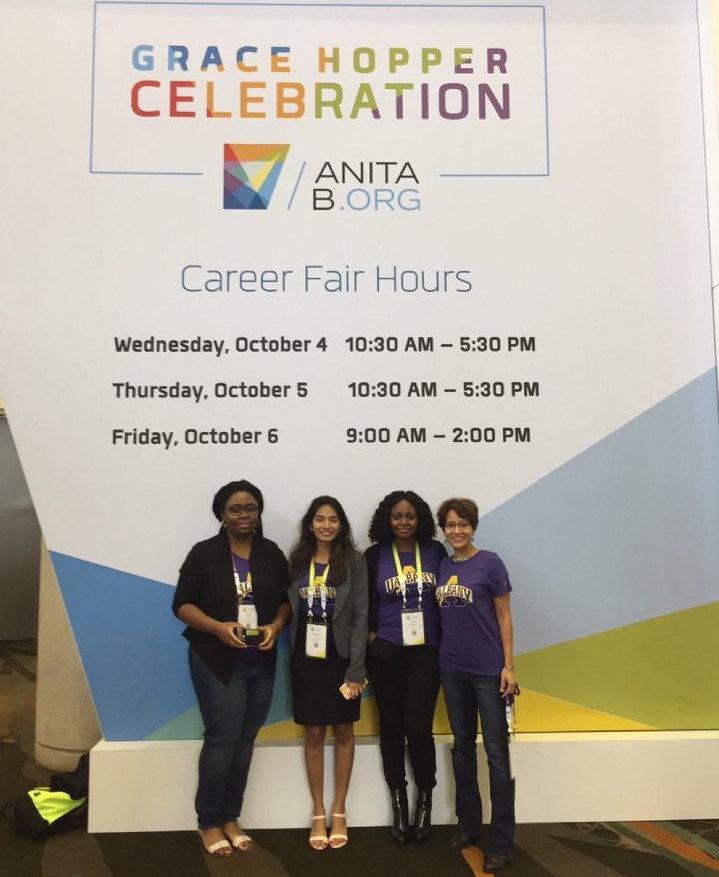 GRACE HOPPER
CELEBRATION
ANITA
B.ORG
Career Fair Hours
Wednesday, October 4 10:30 AM – 5:30 PM
Thursday, October 5 10:30 AM – 5:30 PM
Friday, October 6 9:00 AM – 2:00 PM
UALBANY
ALBANY